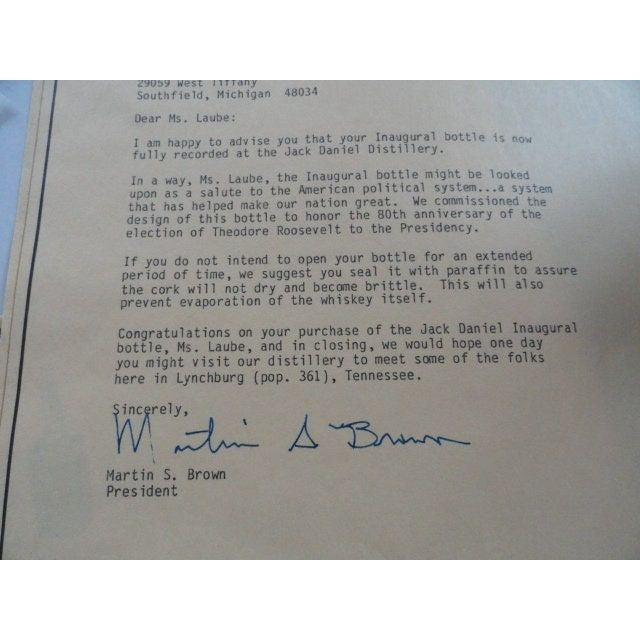 29059 West Tiffany
Southfield, Michigan 48034
Dear Ms. Laube:
I am happy to advise you that your Inaugural bottle is now
fully recorded at the Jack Daniel Distillery.
In a way, Ms. Laube, the Inaugural bottle might be looked
upon as a salute to the American political system...a system
that has helped make our nation great. We commissioned the
design of this bottle to honor the 80th anniversary of the
election of Theodore Roosevelt to the Presidency.
If you do not intend to open your bottle for an extended
period of time, we suggest you seal it with paraffin to assure
the cork will not dry and become brittle. This will also
prevent evaporation of the whiskey itself.
Congratulations on your purchase of the Jack Daniel Inaugural
bottle, Ms. Laube, and in closing, we would hope one day
you might visit our distillery to meet some of the folks
here in Lynchburg (pop. 361), Tennessee.
Sincerely,
Martin S Brown
Martin S. Brown
President